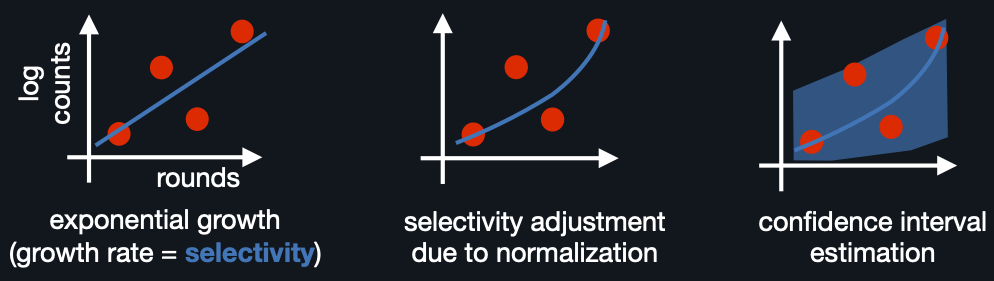 log
counts
rounds
exponential growth
(growth rate = selectivity)
selectivity adjustment
due to normalization
confidence interval
estimation